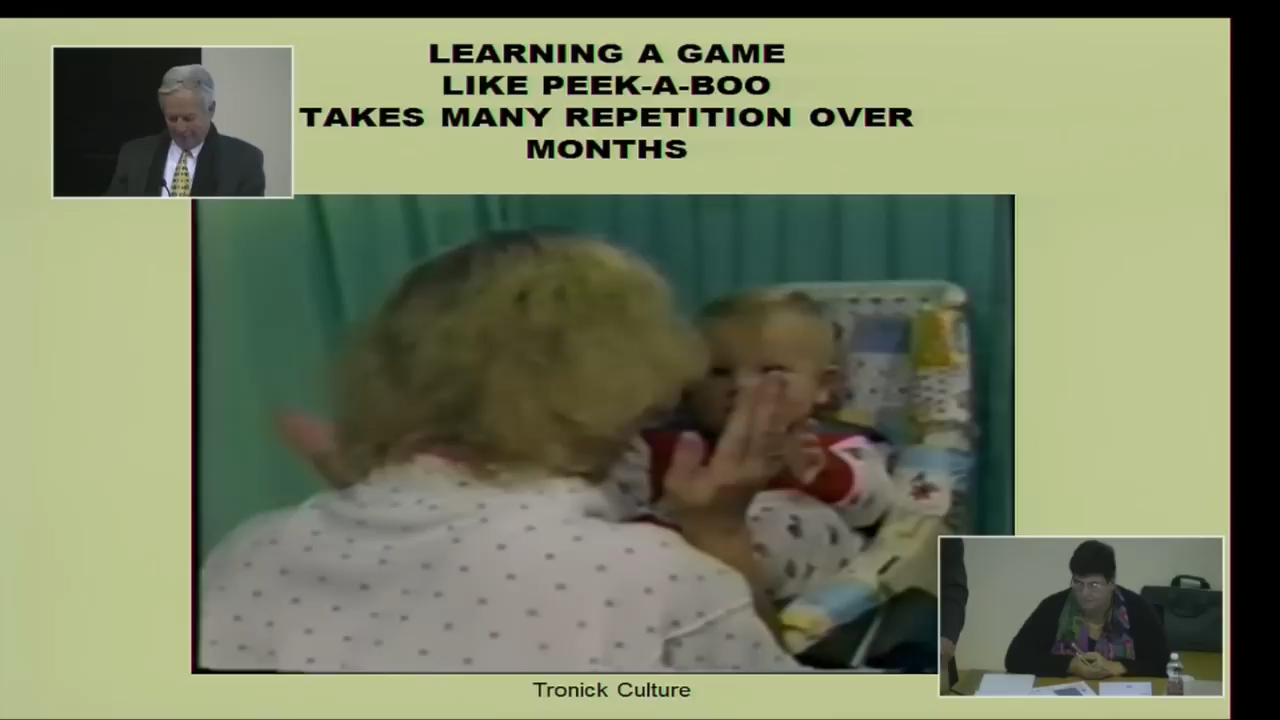 LEARNING A GAME
LIKE PEEK-A-BOO
TAKES MANY REPETITION OVER
MONTHS
Tronick Culture